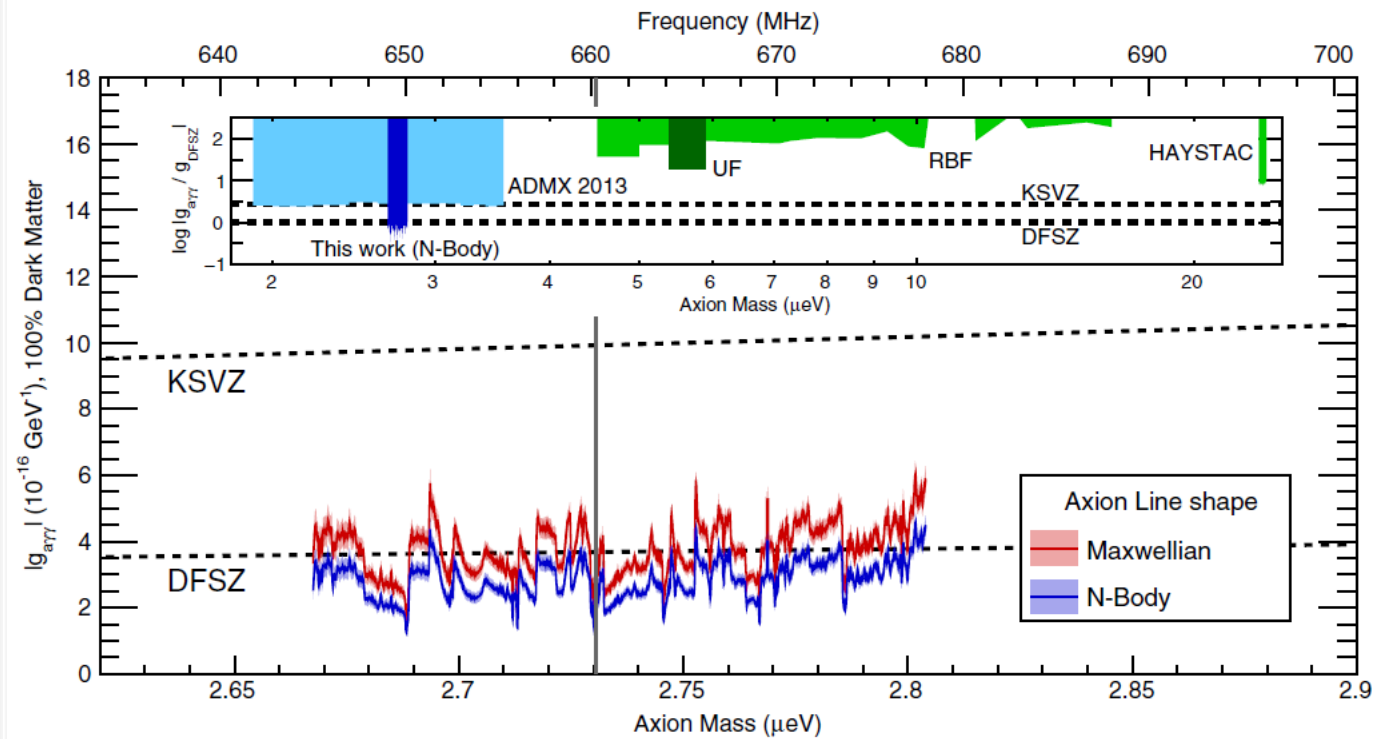 Frequency (MHz)
640 650 660 670 680 690 700
18
16
14
12
10
8
6
4
2
0
|g_aγγ| (10^-16 GeV^-1), 100% Dark Matter
log |g_aγγ / g_DFSZ|
2
1
0
−1
ADMX 2013
UF
RBF
HAYSTAC
KSVZ
DFSZ
This work (N-Body)
2 3 4 5 6 7 8 9 10 20
Axion Mass (μeV)
KSVZ
DFSZ
Axion Line shape
Maxwellian
N-Body
2.65 2.7 2.75 2.8 2.85 2.9
Axion Mass (μeV)